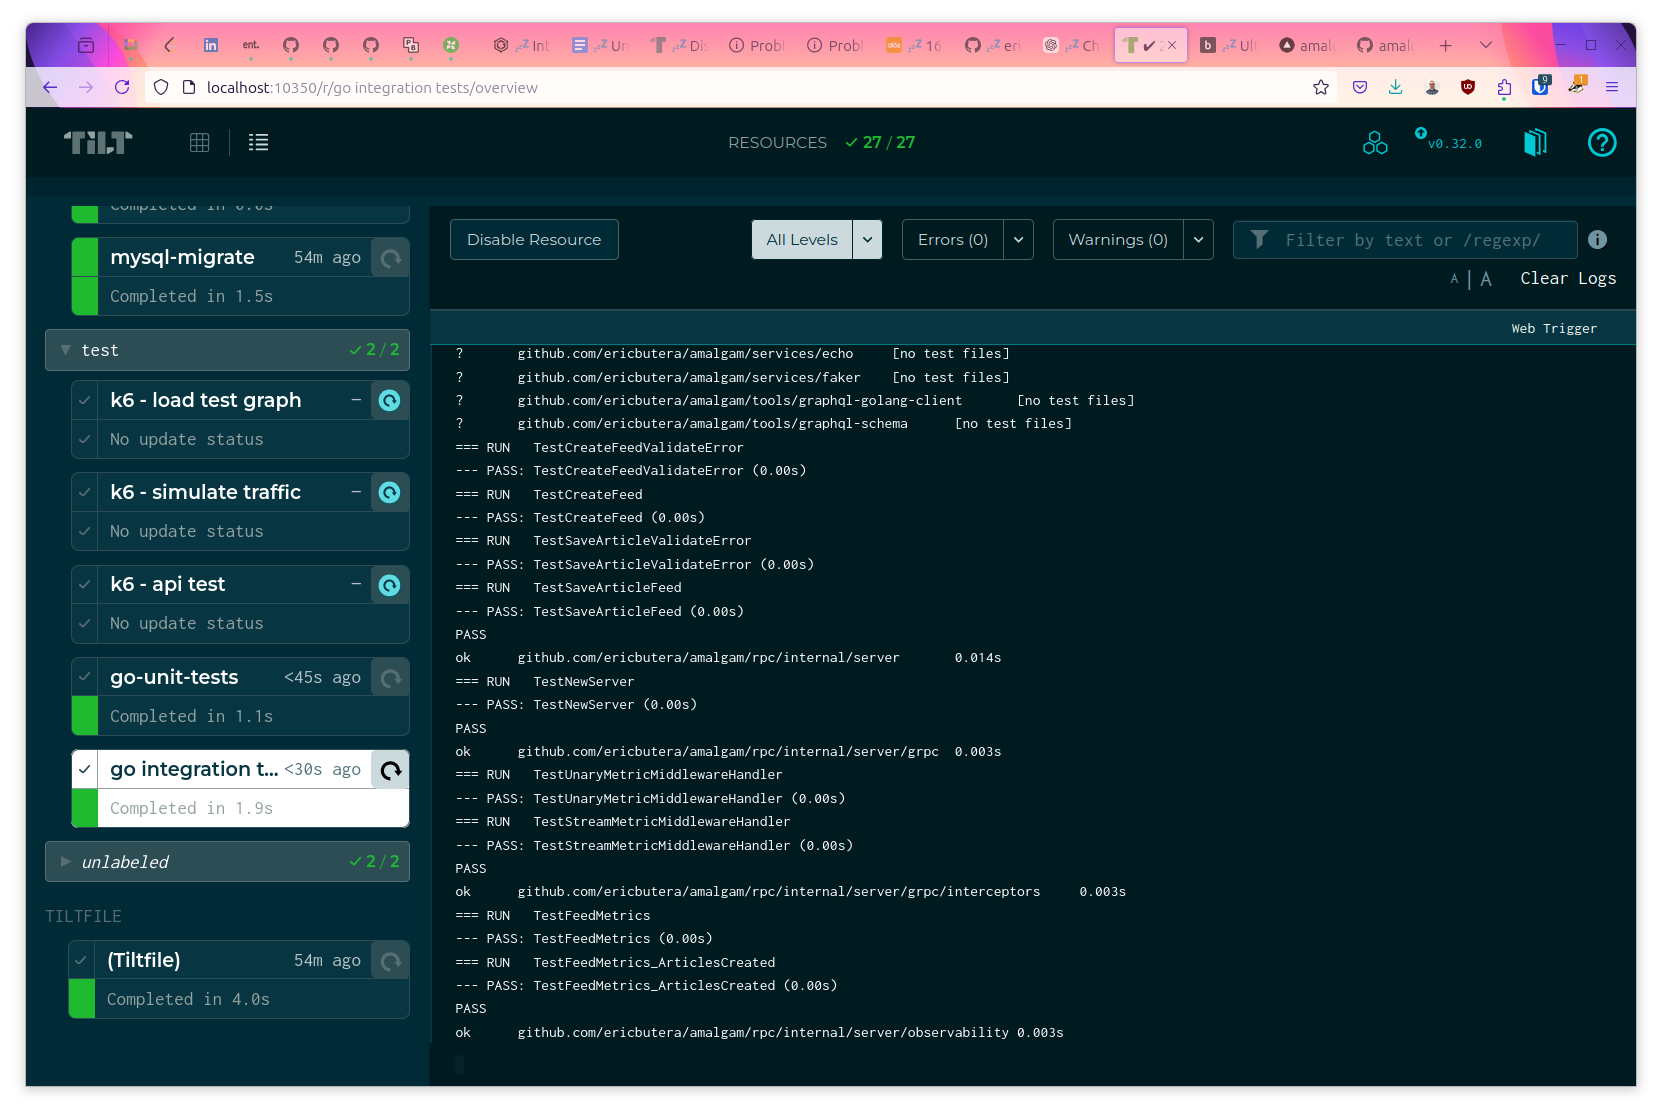 ent.
Int
Un
Dis
Probl
Probl
16
eri
Ch
Ult
amal
amalg
localhost:10350/r/go integration tests/overview
9
1
TILT
RESOURCES 27 / 27
v0.32.0
Completed in 0.0s
Disable Resource
All Levels
Errors (0)
Warnings (0)
Filter by text or /regexp/
A | A
Clear Logs
Web Trigger
mysql-migrate 54m ago
Completed in 1.5s
test 2 / 2
k6 - load test graph –
No update status
k6 - simulate traffic –
No update status
k6 - api test –
No update status
go-unit-tests <45s ago
Completed in 1.1s
go integration t... <30s ago
Completed in 1.9s
unlabeled 2 / 2
TILTFILE
(Tiltfile) 54m ago
Completed in 4.0s
? github.com/ericbutera/amalgam/services/echo [no test files]
? github.com/ericbutera/amalgam/services/faker [no test files]
? github.com/ericbutera/amalgam/tools/graphql-golang-client [no test files]
? github.com/ericbutera/amalgam/tools/graphql-schema [no test files]
=== RUN TestCreateFeedValidateError
--- PASS: TestCreateFeedValidateError (0.00s)
=== RUN TestCreateFeed
--- PASS: TestCreateFeed (0.00s)
=== RUN TestSaveArticleValidateError
--- PASS: TestSaveArticleValidateError (0.00s)
=== RUN TestSaveArticleFeed
--- PASS: TestSaveArticleFeed (0.00s)
PASS
ok github.com/ericbutera/amalgam/rpc/internal/server 0.014s
=== RUN TestNewServer
--- PASS: TestNewServer (0.00s)
PASS
ok github.com/ericbutera/amalgam/rpc/internal/server/grpc 0.003s
=== RUN TestUnaryMetricMiddlewareHandler
--- PASS: TestUnaryMetricMiddlewareHandler (0.00s)
=== RUN TestStreamMetricMiddlewareHandler
--- PASS: TestStreamMetricMiddlewareHandler (0.00s)
PASS
ok github.com/ericbutera/amalgam/rpc/internal/server/grpc/interceptors 0.003s
=== RUN TestFeedMetrics
--- PASS: TestFeedMetrics (0.00s)
=== RUN TestFeedMetrics_ArticlesCreated
--- PASS: TestFeedMetrics_ArticlesCreated (0.00s)
PASS
ok github.com/ericbutera/amalgam/rpc/internal/server/observability 0.003s